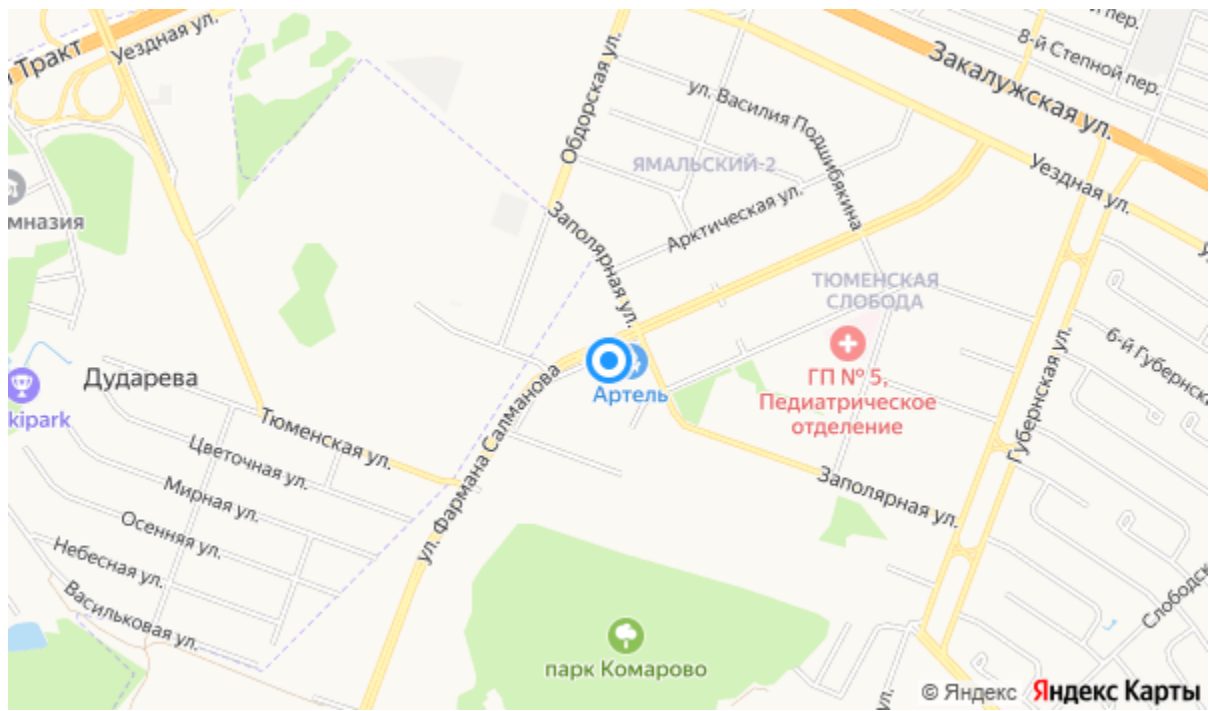 й Тракт
Уездная ул.
Обдорская ул.
ул. Василия Подшибякина
ЯМАЛЬСКИЙ-2
Арктическая ул.
Закалужская ул.
пер.
8-й Степной пер.
Уездная ул.
мназия
Заполярная ул.
ТЮМЕНСКАЯ
СЛОБОДА
ГП № 5,
Педиатрическое
отделение
Губернская ул.
6-й Губернск
Дударева
kipark
Артель
Тюменская ул.
ул. Фармана Салманова
Цветочная ул.
Мирная ул.
Осенняя ул.
Небесная ул.
Васильковая ул.
Заполярная ул.
Слободск
парк Комарово
ул.
© Яндекс Яндекс Карты